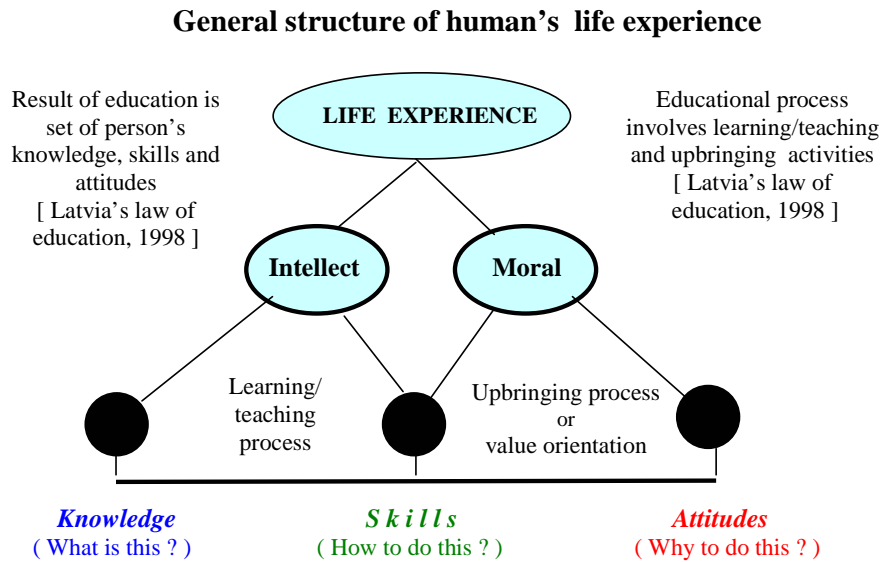 General structure of human's life experience
Result of education is
set of person's
knowledge, skills and
attitudes
[ Latvia's law of
education, 1998 ]
LIFE EXPERIENCE
Educational process
involves learning/teaching
and upbringing activities
[ Latvia's law of
education, 1998 ]
Intellect
Moral
Learning/
teaching
process
Upbringing process
or
value orientation
Knowledge
( What is this ? )
S k i l l s
( How to do this ? )
Attitudes
( Why to do this ? )